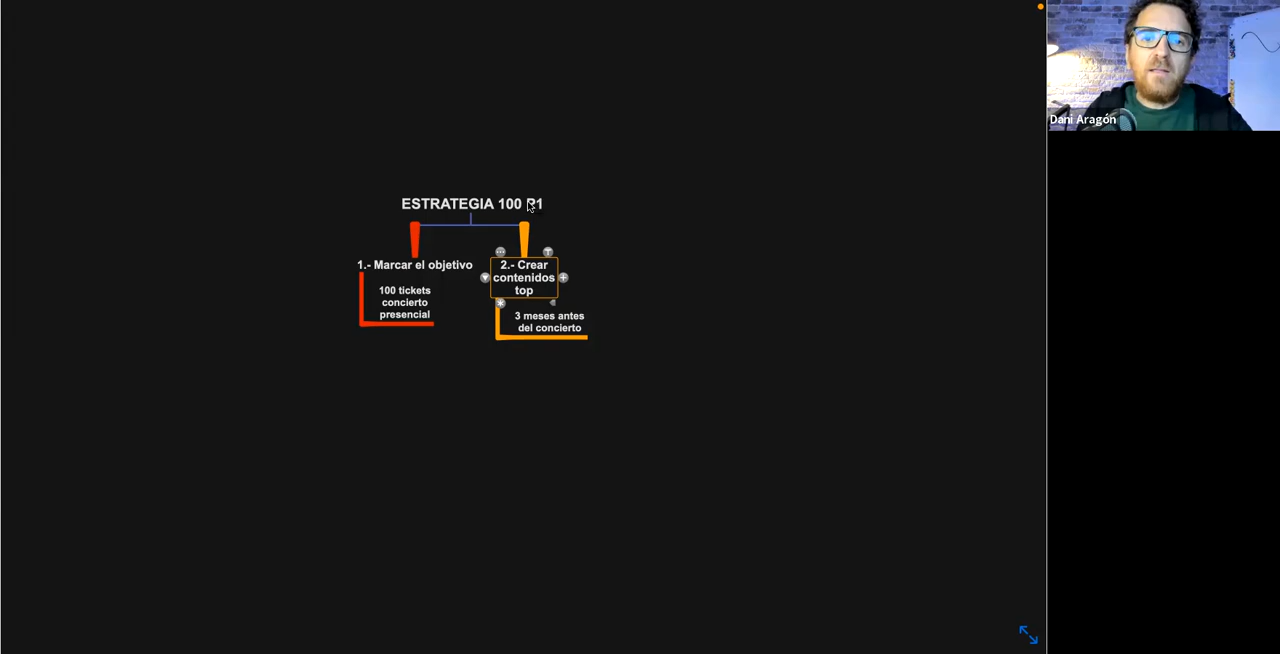 Dani Aragón
ESTRATEGIA 100 P1
1.- Marcar el objetivo
100 tickets
concierto
presencial
2.- Crear
contenidos
top
3 meses antes
del concierto